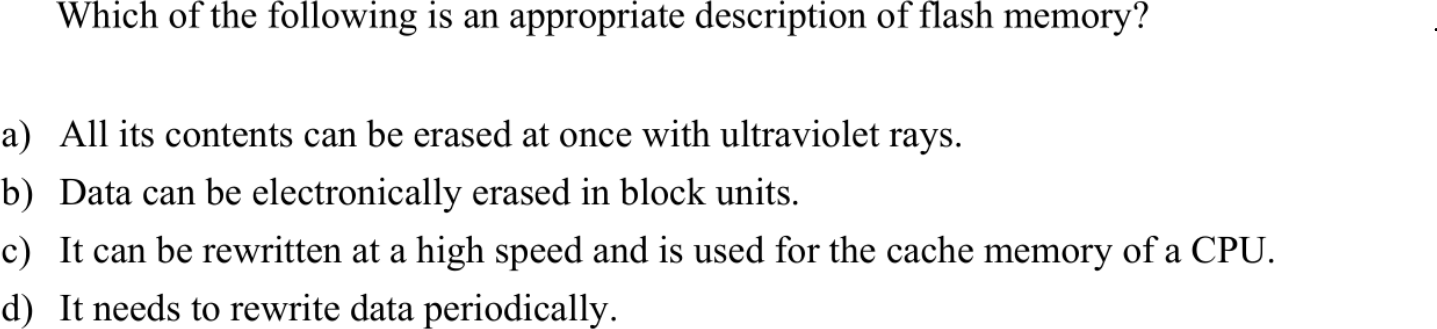 Which of the following is an appropriate description of flash memory?
a) All its contents can be erased at once with ultraviolet rays.
b) Data can be electronically erased in block units.
c) It can be rewritten at a high speed and is used for the cache memory of a CPU.
d) It needs to rewrite data periodically.